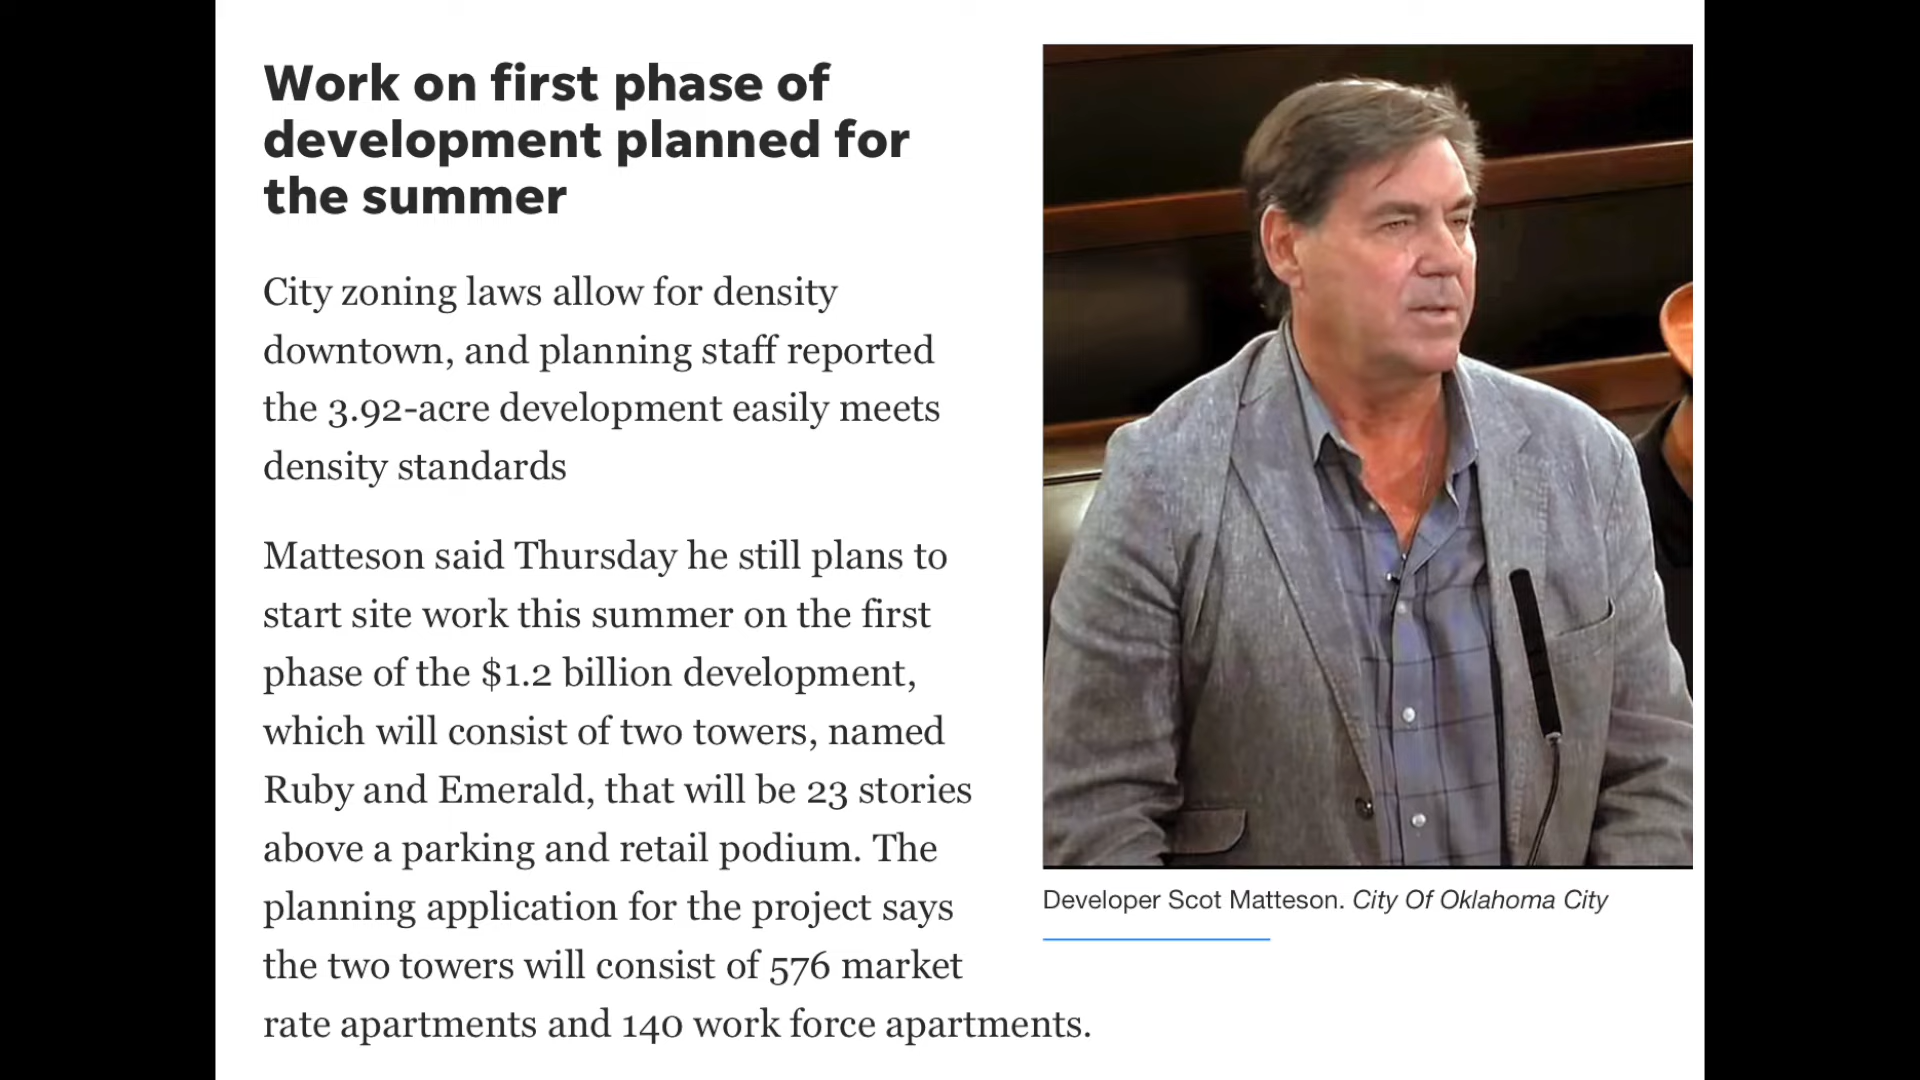 Work on first phase of
development planned for
the summer
City zoning laws allow for density
downtown, and planning staff reported
the 3.92-acre development easily meets
density standards
Matteson said Thursday he still plans to
start site work this summer on the first
phase of the $1.2 billion development,
which will consist of two towers, named
Ruby and Emerald, that will be 23 stories
above a parking and retail podium. The
planning application for the project says
the two towers will consist of 576 market
rate apartments and 140 work force apartments.
Developer Scot Matteson. City Of Oklahoma City